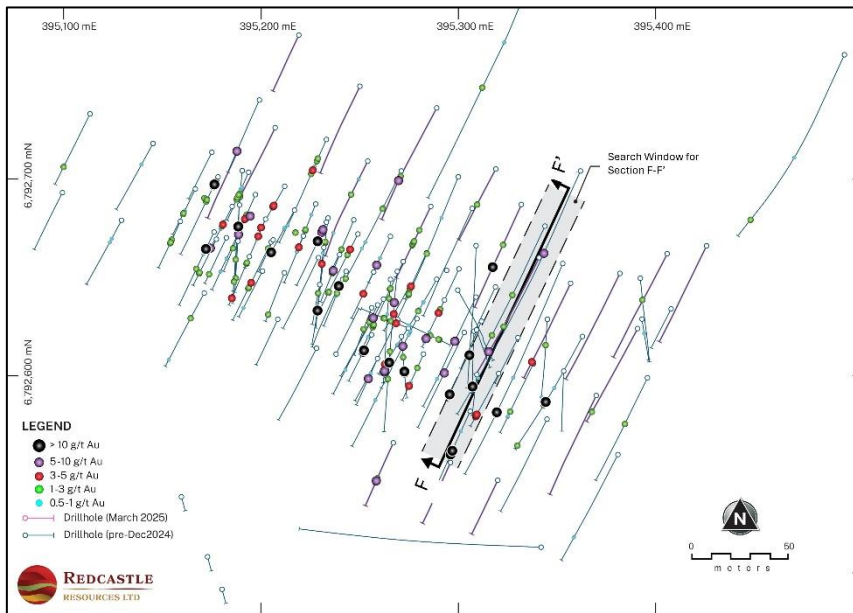 395,100 mE
395,200 mE
395,300 mE
395,400 mE
6,792,700 mN
6,792,600 mN
F'
Search Window for
Section F-F'
F
LEGEND
> 10 g/t Au
5-10 g/t Au
3-5 g/t Au
1-3 g/t Au
0.5-1 g/t Au
Drillhole (March 2025)
Drillhole (pre-Dec2024)
REDCASTLE
RESOURCES LTD
N
0
50
meters